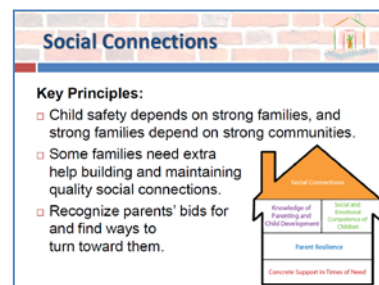 Social Connections
Key Principles:
Child safety depends on strong families, and
strong families depend on strong communities.
Some families need extra
help building and maintaining
quality social connections.
Recognize parents' bids for
and find ways to
turn toward them.
Social Connections
Knowledge of
Parenting and
Child Development
Social and
Emotional
Competence of
Children
Parent Resilience
Concrete Support in Times of Need